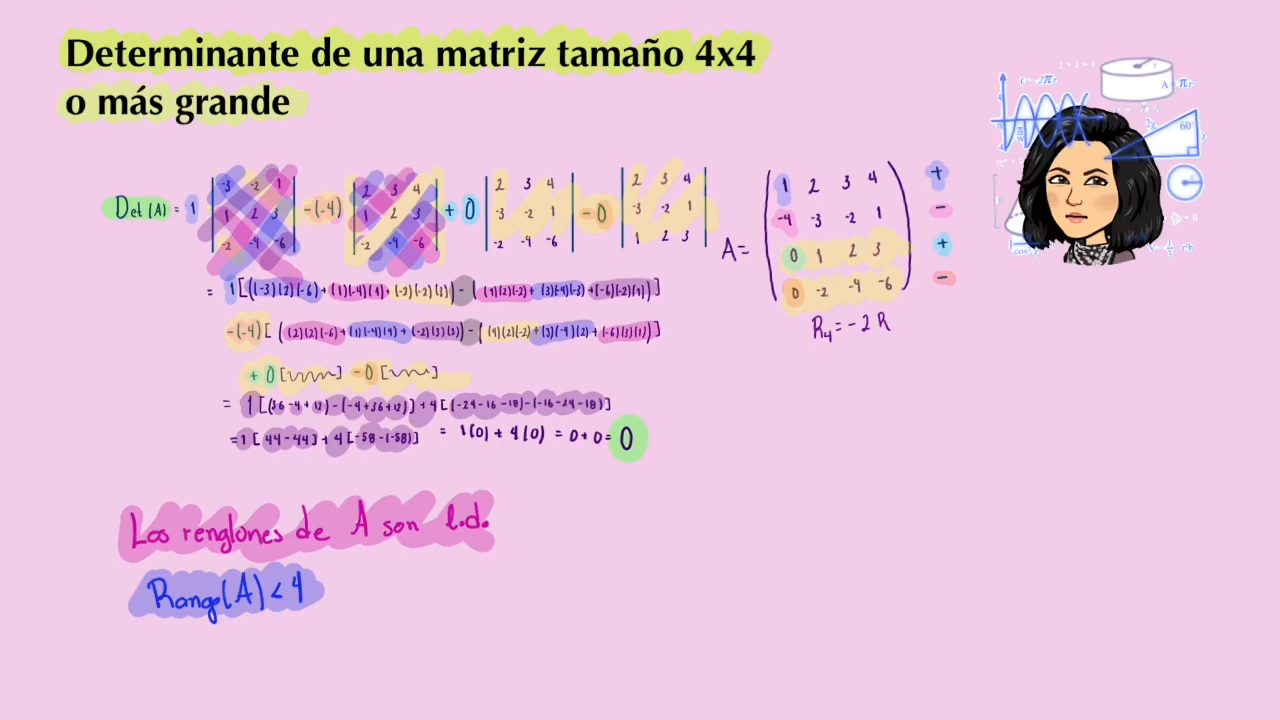 Determinante de una matriz tamaño 4x4
o más grande
Det(A) = 1 | -3 -2 1 | -(-4) | 2 3 4 | + 0 | 2 3 4 | - 0 | 2 3 4 |
| 1 2 3 | | 1 2 3 | | -3 -2 1 | | -3 -2 1 |
| -2 -4 -6 | | -2 -4 -6 | | -2 -4 -6 | | 1 2 3 |
= 1[((-3)(2)(-6)+(1)(-4)(1)+(-2)(-2)(3)) - ((1)(2)(-2)+(3)(-4)(-3)+(-6)(-2)(1))]
-(-4)[((2)(2)(-6)+(1)(-4)(4)+(-2)(3)(3)) - ((4)(2)(-2)+(3)(-4)(2)+(-6)(3)(1))]
+ 0[] - 0[]
= 1[(36-4+12)-(-4+36+12)]+4[(-24-16-18)-(-16-24-18)]
=1[44-44]+4[-58-(-58)] = 1(0)+4(0) = 0+0= 0
A= ( 1 2 3 4 ) +
( -4 -3 -2 1 ) -
( 0 1 2 3 ) +
( 0 -2 -4 -6 ) -
R4=-2 R
Los renglones de A son l.d.
Rango(A)<4
A = πr
2x
60°